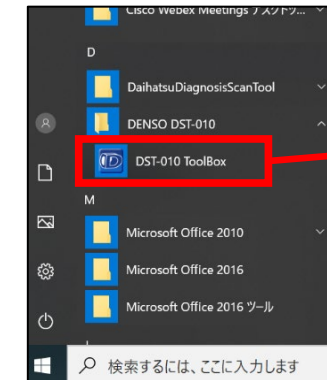 Cisco Webex Meetings デスクトッ...
D
DaihatsuDiagnosisScanTool
DENSO DST-010
DST-010 ToolBox
M
Microsoft Office 2010
Microsoft Office 2016
Microsoft Office 2016 ツール
検索するには、ここに入力します